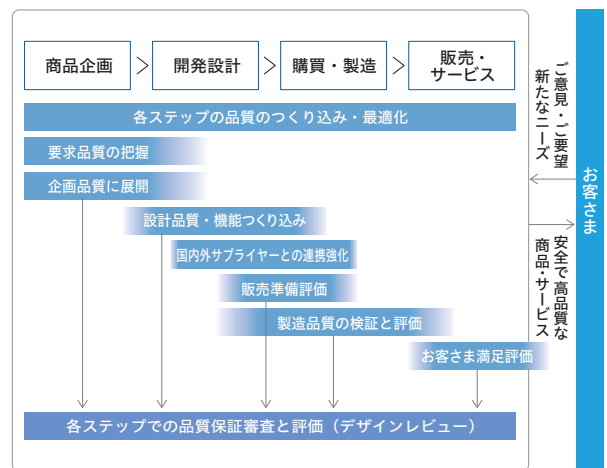 商品企画
開発設計
購買・製造
販売・
サービス
各ステップの品質のつくり込み・最適化
要求品質の把握
企画品質に展開
設計品質・機能つくり込み
国内外サプライヤーとの連携強化
販売準備評価
製造品質の検証と評価
お客さま満足評価
各ステップでの品質保証審査と評価（デザインレビュー）
ご意見・ご要望
新たなニーズ
安全で高品質な
商品・サービス
お客さま